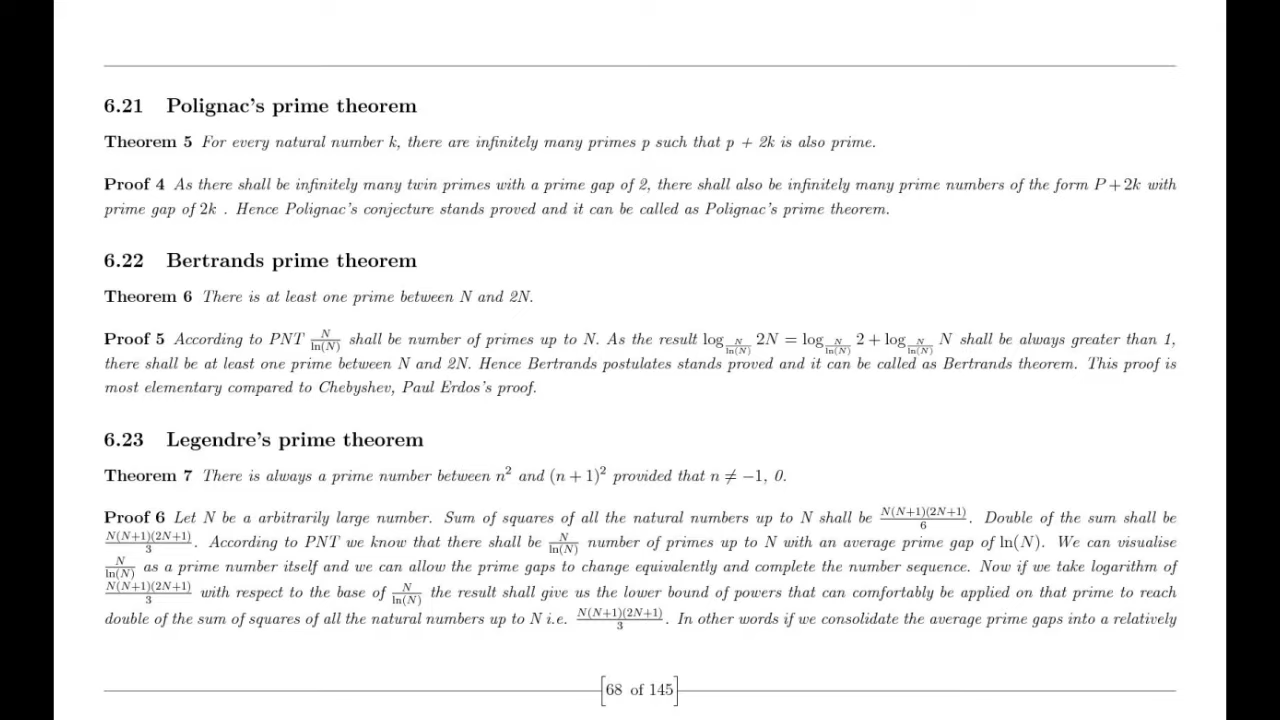 6.21 Polignac's prime theorem
Theorem 5 For every natural number k, there are infinitely many primes p such that p + 2k is also prime.
Proof 4 As there shall be infinitely many twin primes with a prime gap of 2, there shall also be infinitely many prime numbers of the form P + 2k with
prime gap of 2k . Hence Polignac's conjecture stands proved and it can be called as Polignac's prime theorem.
6.22 Bertrands prime theorem
Theorem 6 There is at least one prime between N and 2N.
Proof 5 According to PNT \frac{N}{\ln(N)} shall be number of primes up to N. As the result \log_{\frac{N}{\ln(N)}} 2N = \log_{\frac{N}{\ln(N)}} 2 + \log_{\frac{N}{\ln(N)}} N shall be always greater than 1,
there shall be at least one prime between N and 2N. Hence Bertrands postulates stands proved and it can be called as Bertrands theorem. This proof is
most elementary compared to Chebyshev, Paul Erdos's proof.
6.23 Legendre's prime theorem
Theorem 7 There is always a prime number between n² and (n + 1)² provided that n ≠ −1, 0.
Proof 6 Let N be a arbitrarily large number. Sum of squares of all the natural numbers up to N shall be \frac{N(N+1)(2N+1)}{6}. Double of the sum shall be
\frac{N(N+1)(2N+1)}{3}. According to PNT we know that there shall be \frac{N}{\ln(N)} number of primes up to N with an average prime gap of ln(N). We can visualise
\frac{N}{\ln(N)} as a prime number itself and we can allow the prime gaps to change equivalently and complete the number sequence. Now if we take logarithm of
\frac{N(N+1)(2N+1)}{3} with respect to the base of \frac{N}{\ln(N)} the result shall give us the lower bound of powers that can comfortably be applied on that prime to reach
double of the sum of squares of all the natural numbers up to N i.e. \frac{N(N+1)(2N+1)}{3}. In other words if we consolidate the average prime gaps into a relatively
68 of 145